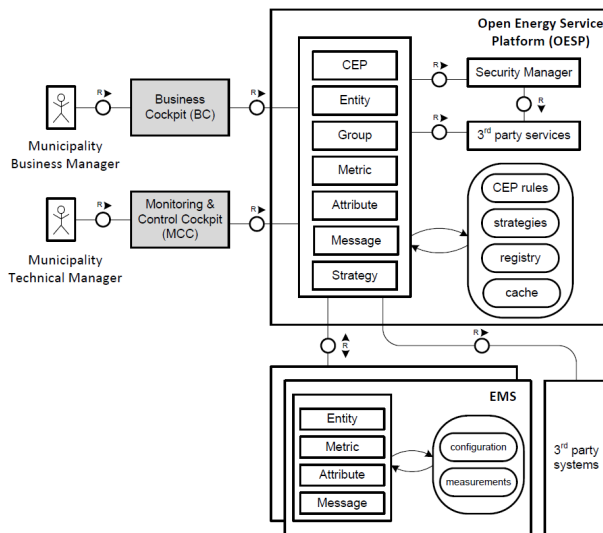 Open Energy Service
Platform (OESP)
CEP
Entity
Group
Metric
Attribute
Message
Strategy
R
Security Manager
R
R
3rd party services
CEP rules
strategies
registry
cache
R
Business
Cockpit (BC)
R
Municipality
Business Manager
R
Monitoring &
Control Cockpit
(MCC)
R
Municipality
Technical Manager
R
R
EMS
Entity
Metric
Attribute
Message
configuration
measurements
3rd party
systems